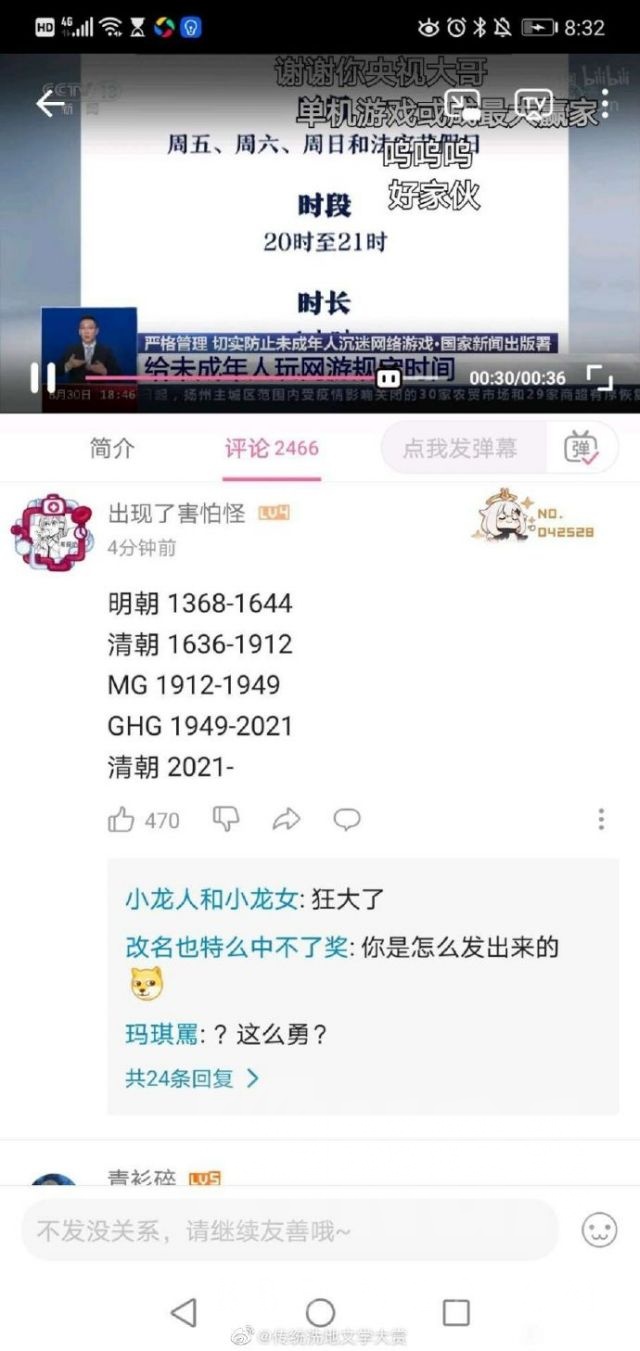 HD 4G 8:32
CCTV 13
新闻
谢谢你央视大哥
bilibili
单机游戏或成最大赢家
TV
周五、周六、周日和法定节假日
呜呜呜
时段
好家伙
20时至21时
时长
严格管理 切实防止未成年人沉迷网络游戏·国家新闻出版署
给未成年人玩网游规定时间
00:30/00:36
8月30日 18:46
扬州主城区范围内受疫情影响关闭的30家农贸市场和29家商超有序恢复
简介
评论 2466
点我发弹幕
弹
出现了害怕怪 LV4
NO.
042528
4分钟前
明朝 1368-1644
清朝 1636-1912
MG 1912-1949
GHG 1949-2021
清朝 2021-
470
小龙人和小龙女: 狂大了
改名也特么中不了奖: 你是怎么发出来的
玛琪罵: ？这么勇？
共24条回复 >
青衫碎 LV5
不发没关系，请继续友善哦~
@传统洗地文学大赏